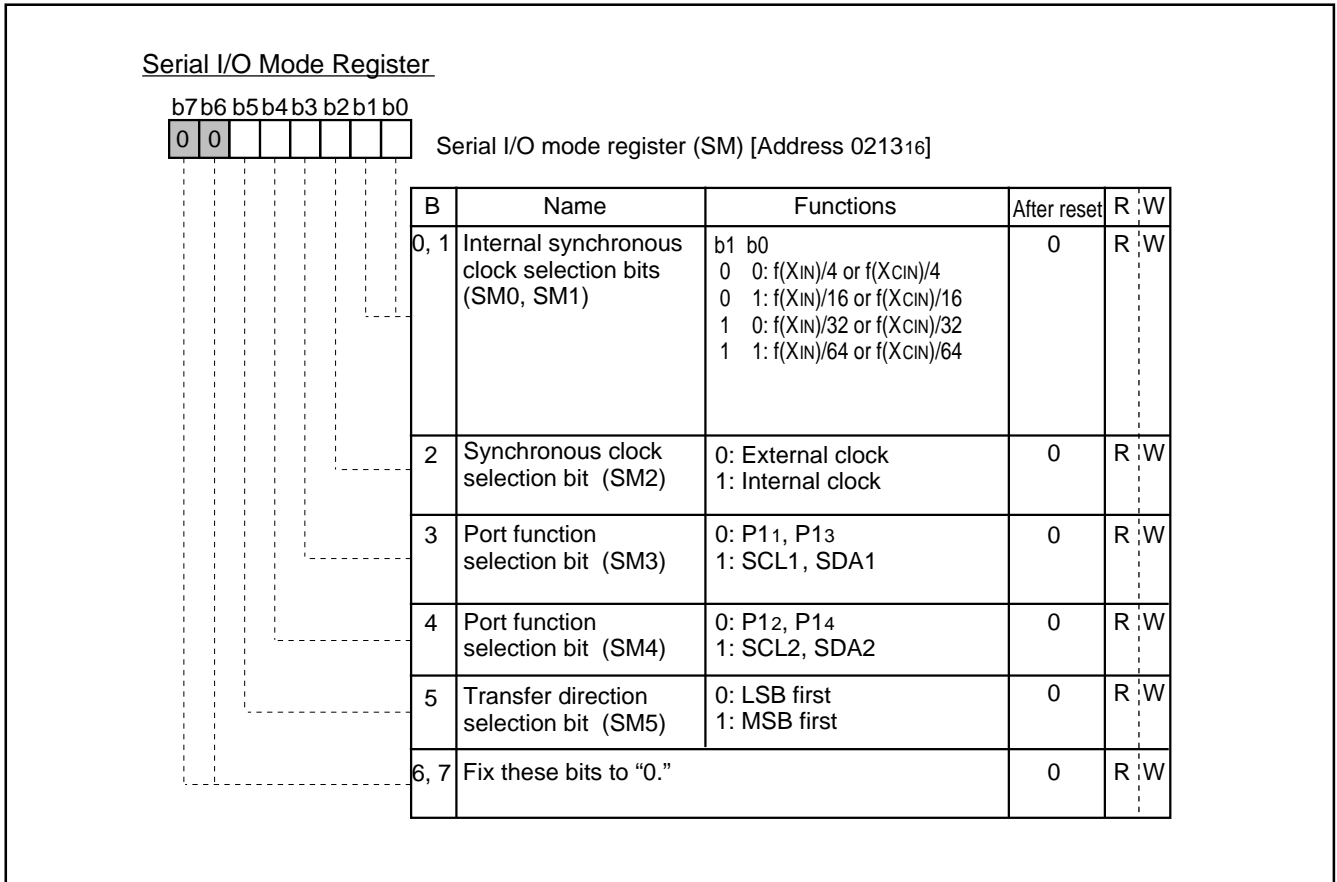 Serial I/O Mode Register
b7 b6 b5 b4 b3 b2 b1 b0
0 0
Serial I/O mode register (SM) [Address 021316]
B Name Functions After reset R W
0, 1 Internal synchronous clock selection bits (SM0, SM1)
b1 b0
0 0: f(XIN)/4 or f(XCIN)/4
0 1: f(XIN)/16 or f(XCIN)/16
1 0: f(XIN)/32 or f(XCIN)/32
1 1: f(XIN)/64 or f(XCIN)/64
0 R W
2 Synchronous clock selection bit (SM2)
0: External clock
1: Internal clock
0 R W
3 Port function selection bit (SM3)
0: P11, P13
1: SCL1, SDA1
0 R W
4 Port function selection bit (SM4)
0: P12, P14
1: SCL2, SDA2
0 R W
5 Transfer direction selection bit (SM5)
0: LSB first
1: MSB first
0 R W
6, 7 Fix these bits to “0.”
0 R W